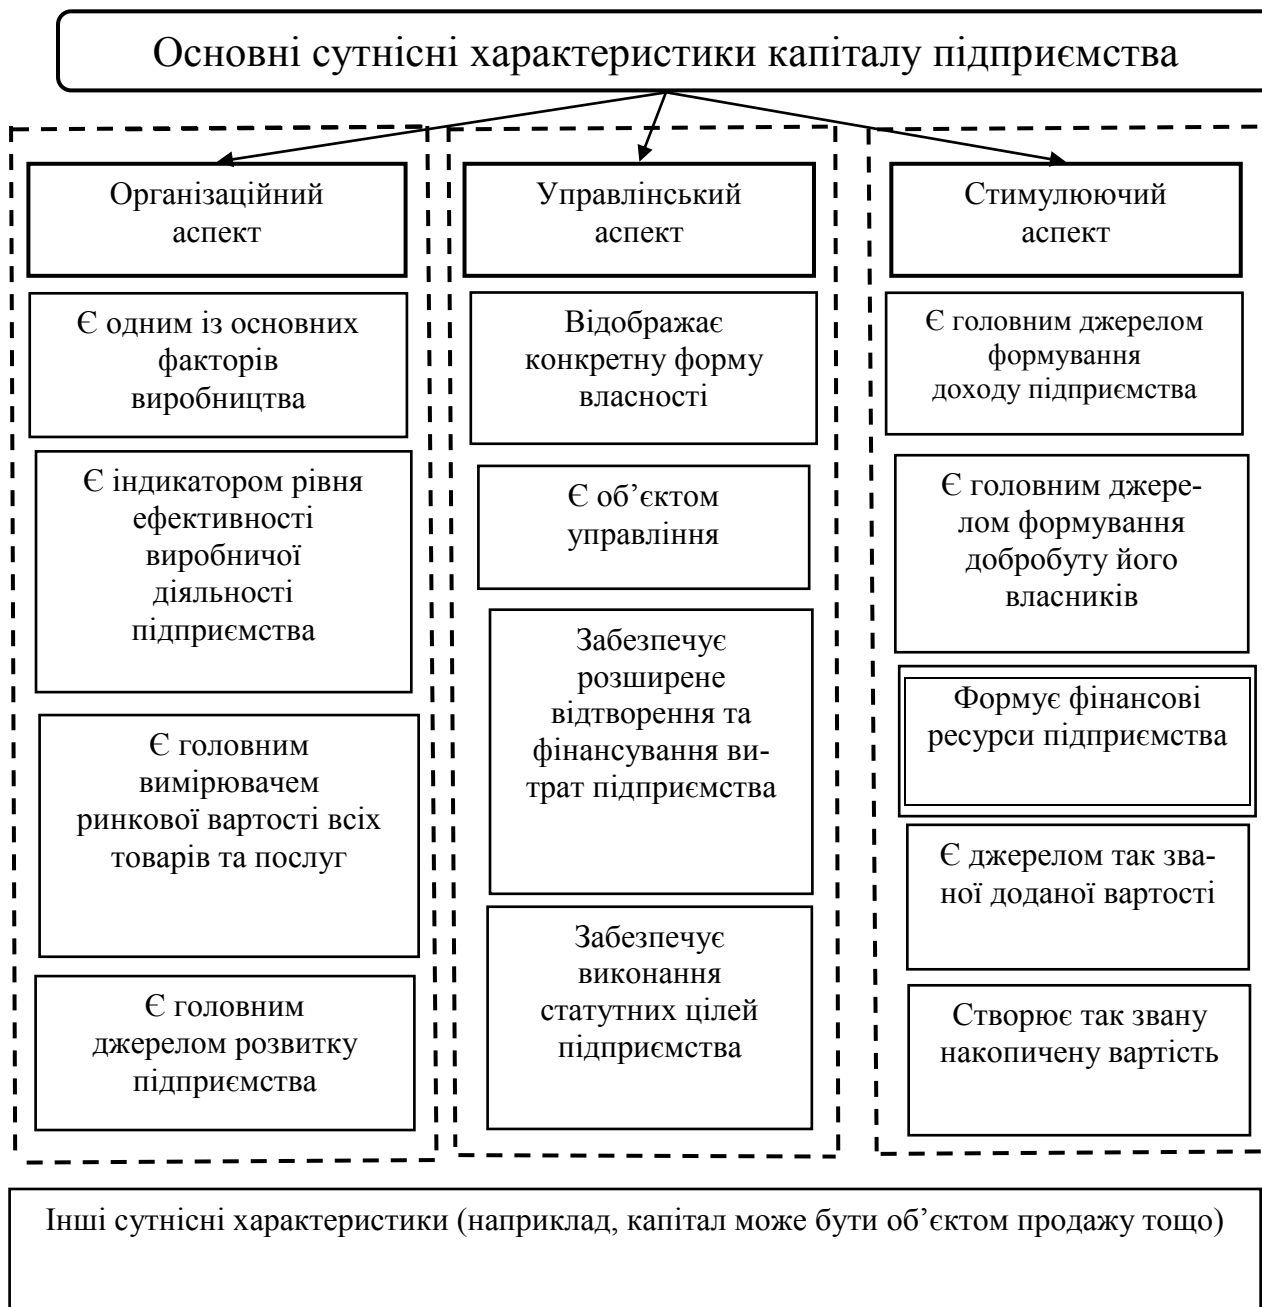 Основні сутнісні характеристики капіталу підприємства
Організаційний
аспект
Є одним із основних
факторів
виробництва
Є індикатором рівня
ефективності
виробничої
діяльності
підприємства
Є головним
вимірювачем
ринкової вартості всіх
товарів та послуг
Є головним
джерелом розвитку
підприємства
Управлінський
аспект
Відображає
конкретну форму
власності
Є об’єктом
управління
Забезпечує
розширене
відтворення та
фінансування ви-
трат підприємства
Забезпечує
виконання
статутних цілей
підприємства
Стимулюючий
аспект
Є головним джерелом
формування
доходу підприємства
Є головним джере-
лом формування
добробуту його
власників
Формує фінансові
ресурси підприємства
Є джерелом так зва-
ної доданої вартості
Створює так звану
накопичену вартість
Інші сутнісні характеристики (наприклад, капітал може бути об’єктом продажу тощо)